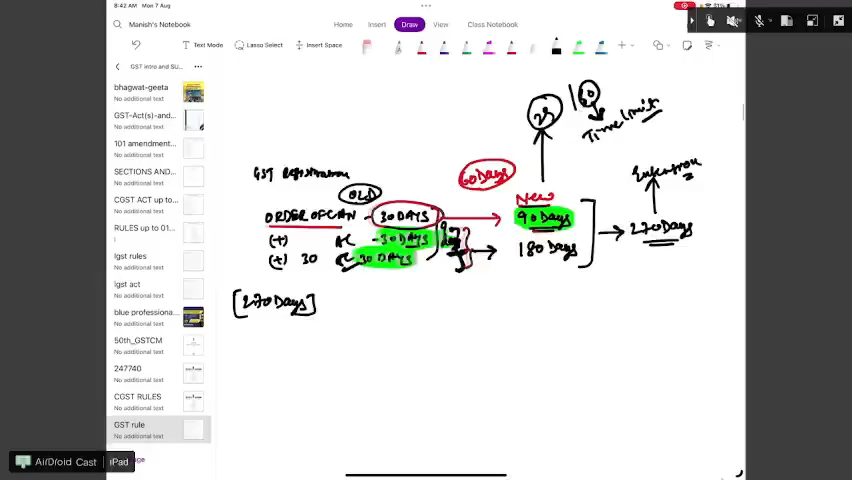 8:42 AM Mon 7 Aug
Manish's Notebook
Home
Insert
Draw
View
Class Notebook
Text Mode
Lasso Select
Insert Space
GST intro and SU...
bhagwat-geeta
No additional text
GST-Act(s)-and...
No additional text
101 amendment...
No additional text
SECTIONS AND...
No additional text
CGST ACT up to...
No additional text
RULES up to 01...
lgst rules
No additional text
lgst act
No additional text
blue professiona...
No additional text
50th_GSTCM
No additional text
247740
No additional text
CGST RULES
No additional text
GST rule
No additional text
30
Time limit
GST Registration
60 Days
OLD
New
ORDER OF CAN - 30 DAYS
90 Days
270 Days
(+) AC - 30 DAYS
180 Days
(+) 30 30 DAYS
[270 Days]
AirDroid Cast
iPad